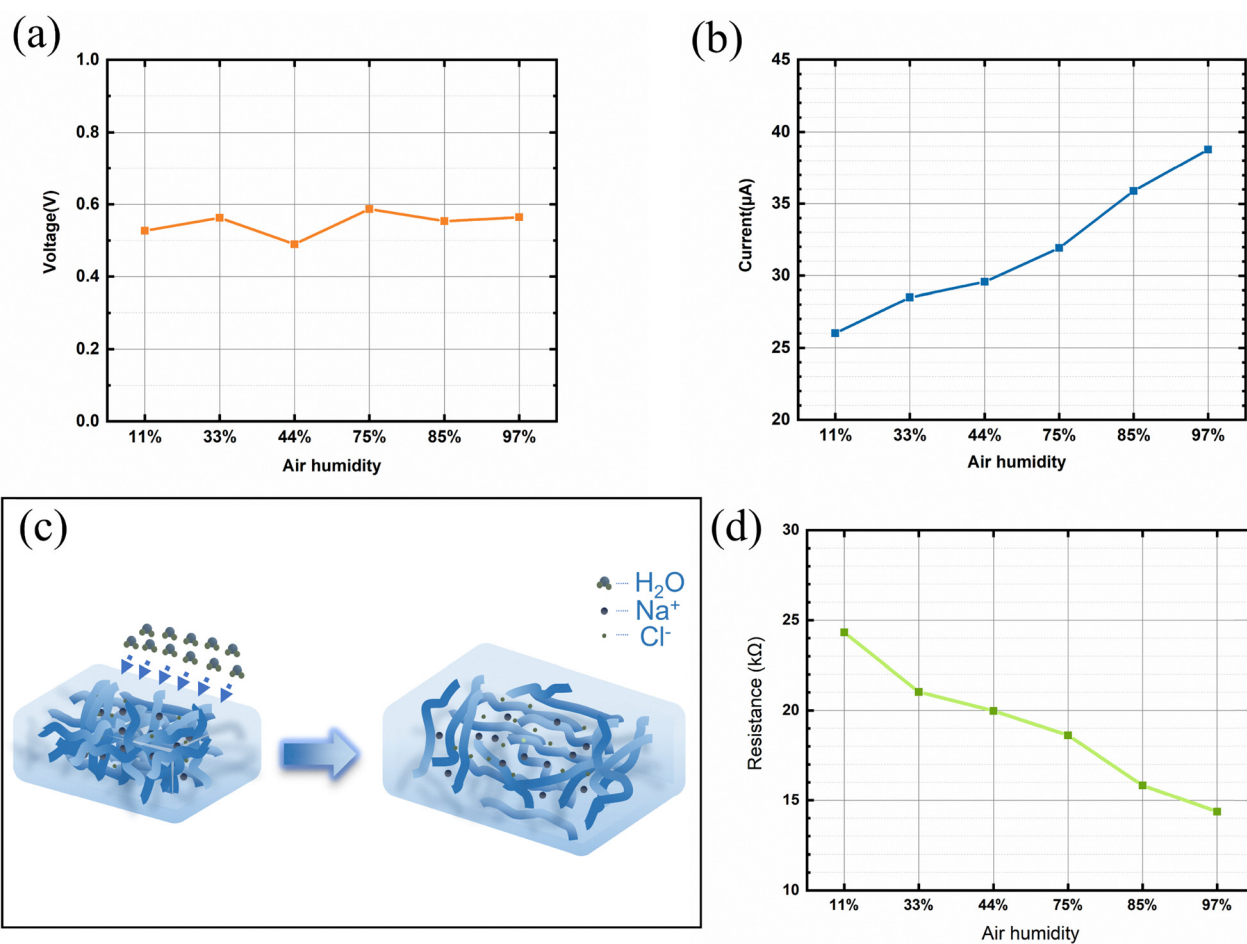 (a)
1.0
0.8
0.6
0.4
0.2
0.0
Voltage(V)
11% 33% 44% 75% 85% 97%
Air humidity
(b)
45
40
35
30
25
20
Current(μA)
11% 33% 44% 75% 85% 97%
Air humidity
(c)
H₂O
Na⁺
Cl⁻
(d)
30
25
20
15
10
Resistance (kΩ)
11% 33% 44% 75% 85% 97%
Air humidity